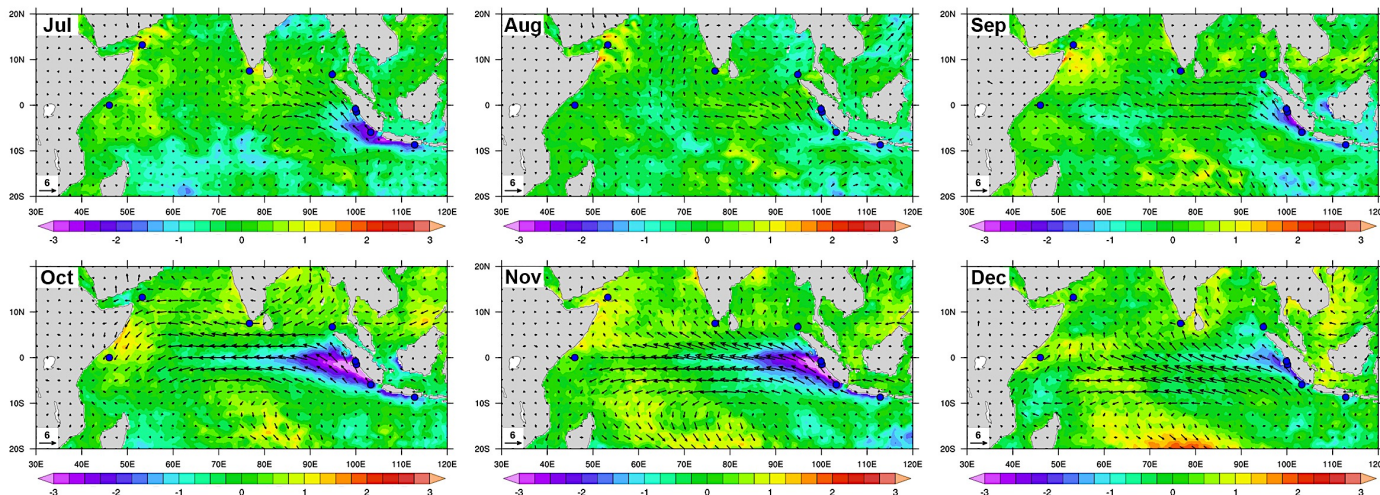 Jul Aug Sep
20N 20N 20N
10N 10N 10N
0 0 0
10S 10S 10S
6 6 6
20S 20S 20S
30E 40E 50E 60E 70E 80E 90E 100E 110E 120E 30E 40E 50E 60E 70E 80E 90E 100E 110E 120E 30E 40E 50E 60E 70E 80E 90E 100E 110E 120E
-3 -2 -1 0 1 2 3 -3 -2 -1 0 1 2 3 -3 -2 -1 0 1 2 3
Oct Nov Dec
20N 20N 20N
10N 10N 10N
0 0 0
10S 10S 10S
6 6 6
20S 20S 20S
30E 40E 50E 60E 70E 80E 90E 100E 110E 120E 30E 40E 50E 60E 70E 80E 90E 100E 110E 120E 30E 40E 50E 60E 70E 80E 90E 100E 110E 120E
-3 -2 -1 0 1 2 3 -3 -2 -1 0 1 2 3 -3 -2 -1 0 1 2 3